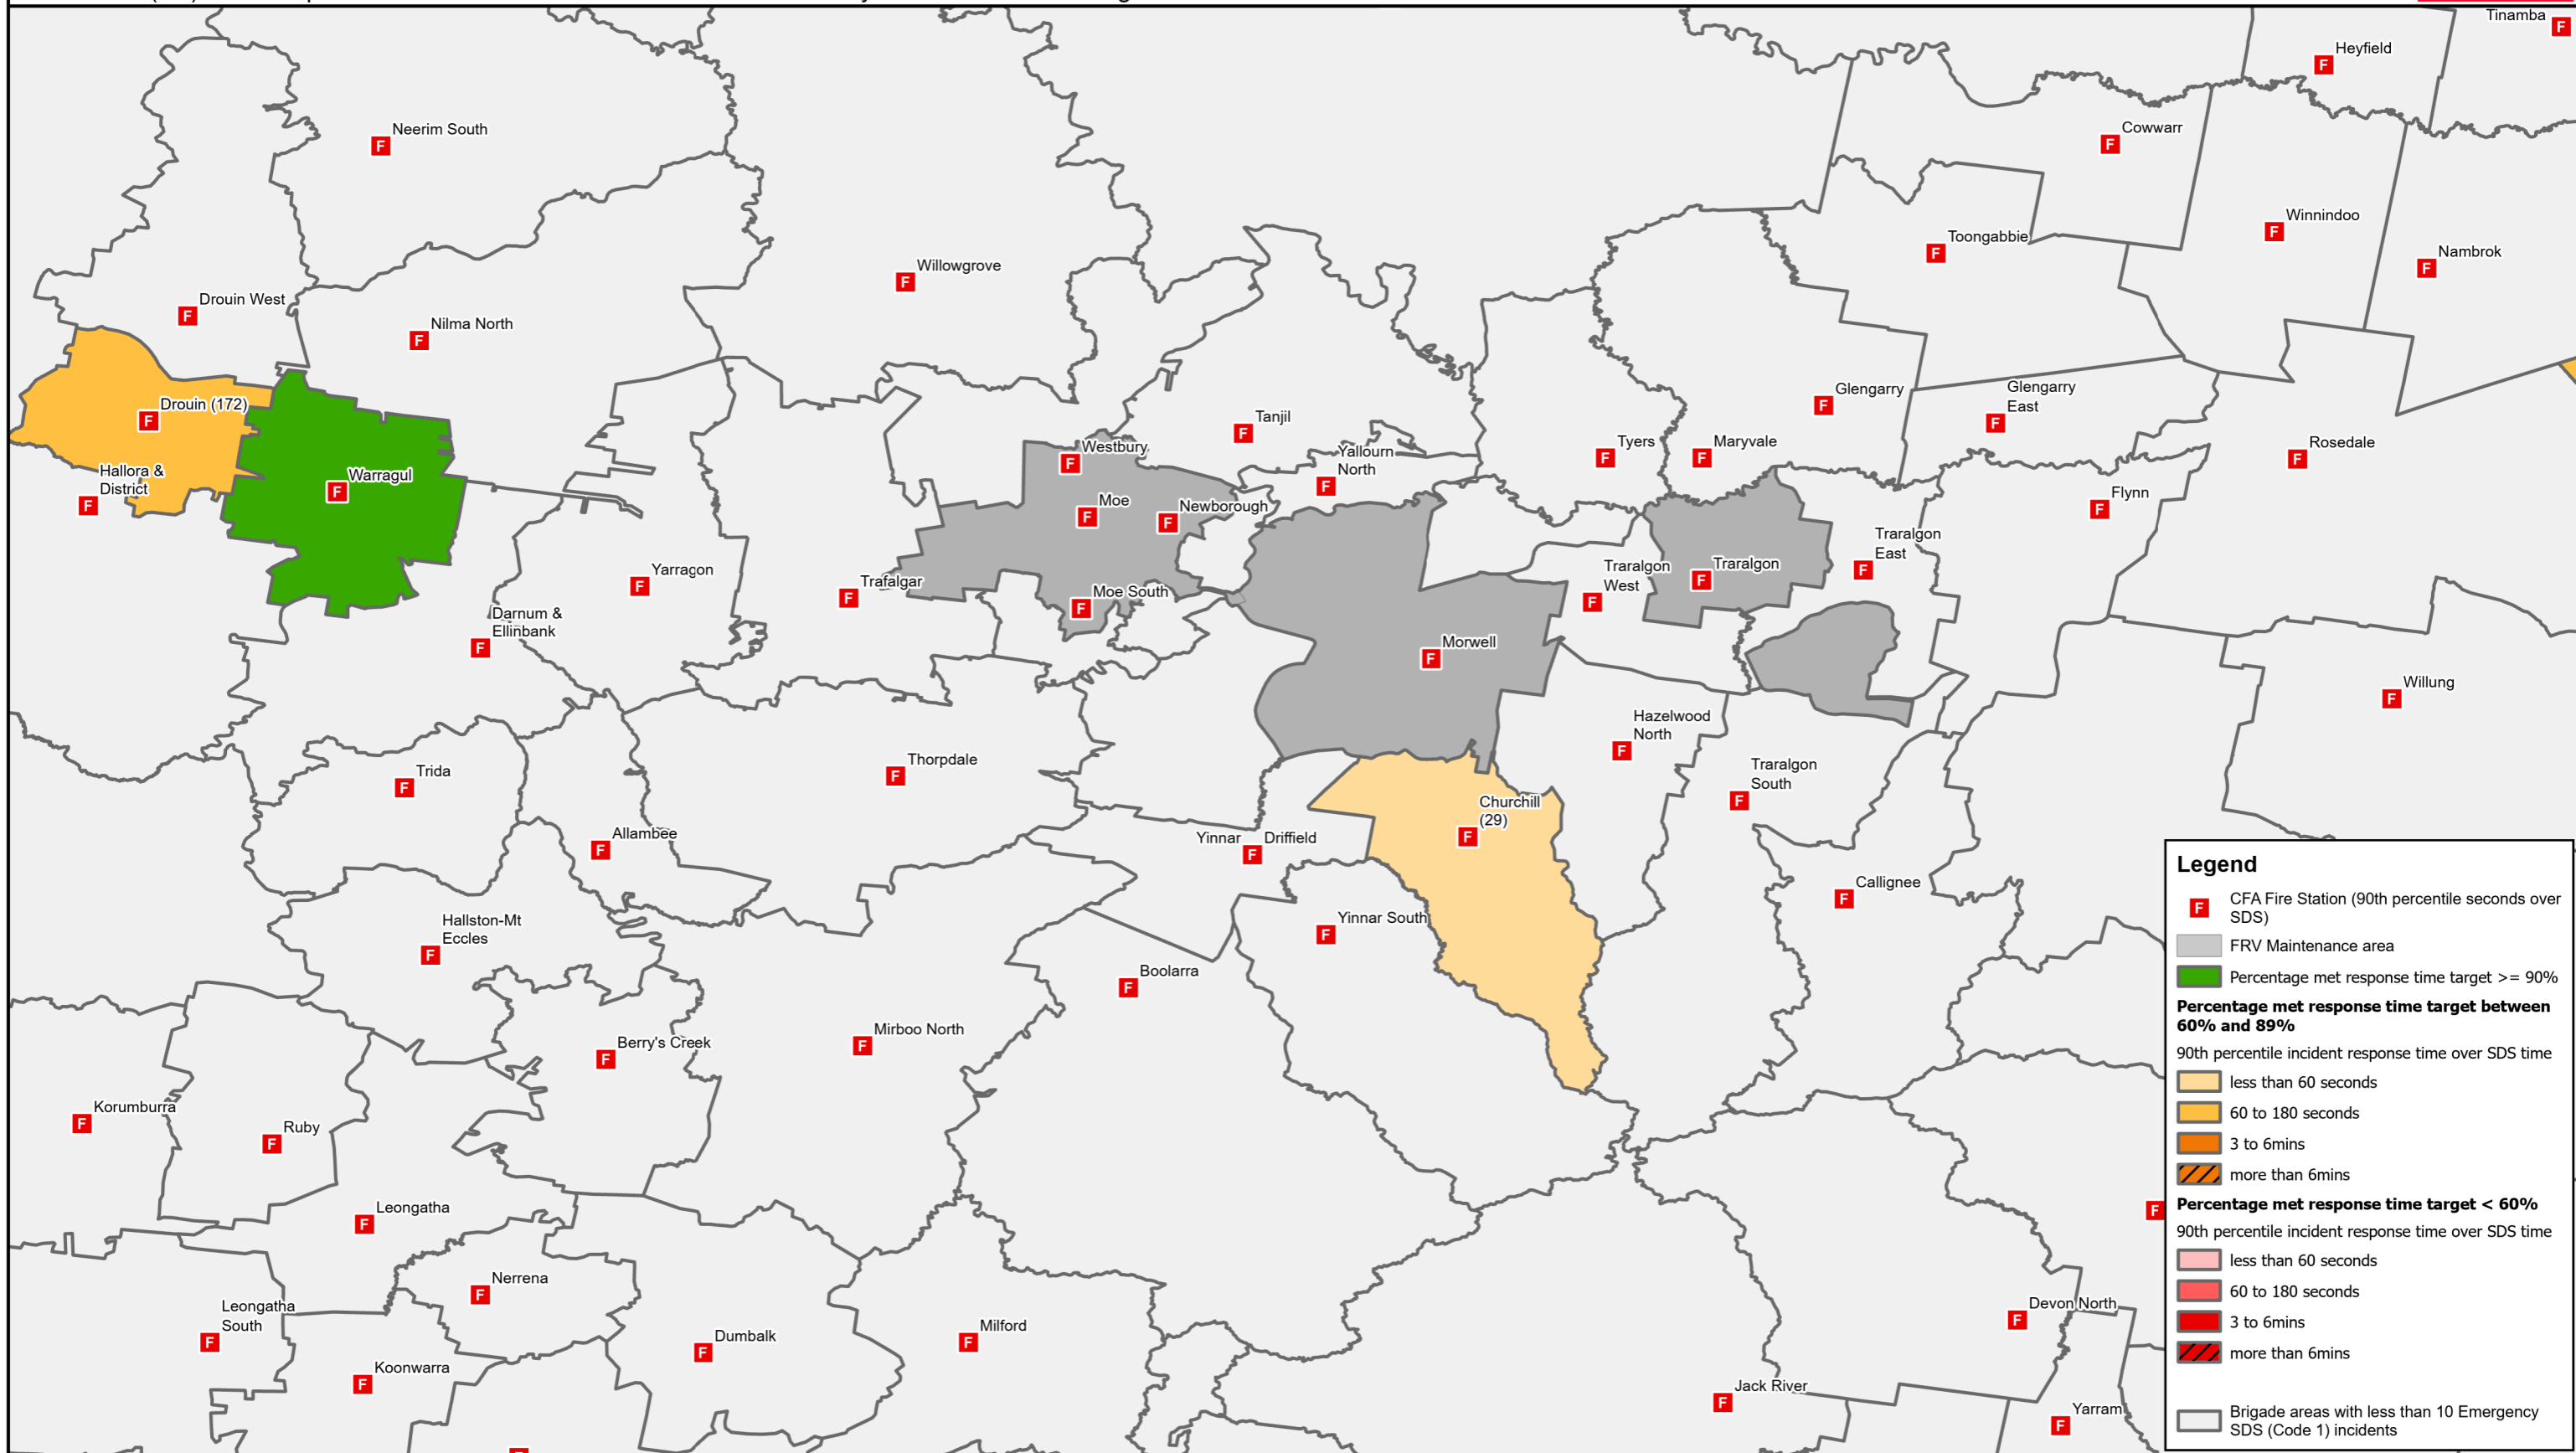 Tinamba
Heyfield
Neerim South
Cowwarr
Winnindoo
Toongabbie
Nambrok
Willowgrove
Drouin West
Nilma North
Glengarry
Glengarry
East
Drouin (172)
Tanjil
Westbury
Yallourn
North
Tyers
Maryvale
Rosedale
Hallora &
District
Warragul
Moe
Newborough
Flynn
Traralgon
East
Yarragon
Trafalgar
Moe South
Traralgon
West
Traralgon
Darnum &
Ellinbank
Morwell
Willung
Hazelwood
North
Trida
Thorpdale
Traralgon
South
Churchill
(29)
Allambee
Yinnar
Driffield
Callignee
Hallston-Mt
Eccles
Yinnar South
Boolarra
Mirboo North
Berry's Creek
Korumburra
Ruby
Leongatha
Nerrena
Leongatha
South
Dumbalk
Milford
Devon North
Koonwarra
Jack River
Yarram
Legend
F CFA Fire Station (90th percentile seconds over
SDS)
FRV Maintenance area
Percentage met response time target >= 90%
Percentage met response time target between
60% and 89%
90th percentile incident response time over SDS time
less than 60 seconds
60 to 180 seconds
3 to 6mins
more than 6mins
Percentage met response time target < 60%
90th percentile incident response time over SDS time
less than 60 seconds
60 to 180 seconds
3 to 6mins
more than 6mins
Brigade areas with less than 10 Emergency
SDS (Code 1) incidents